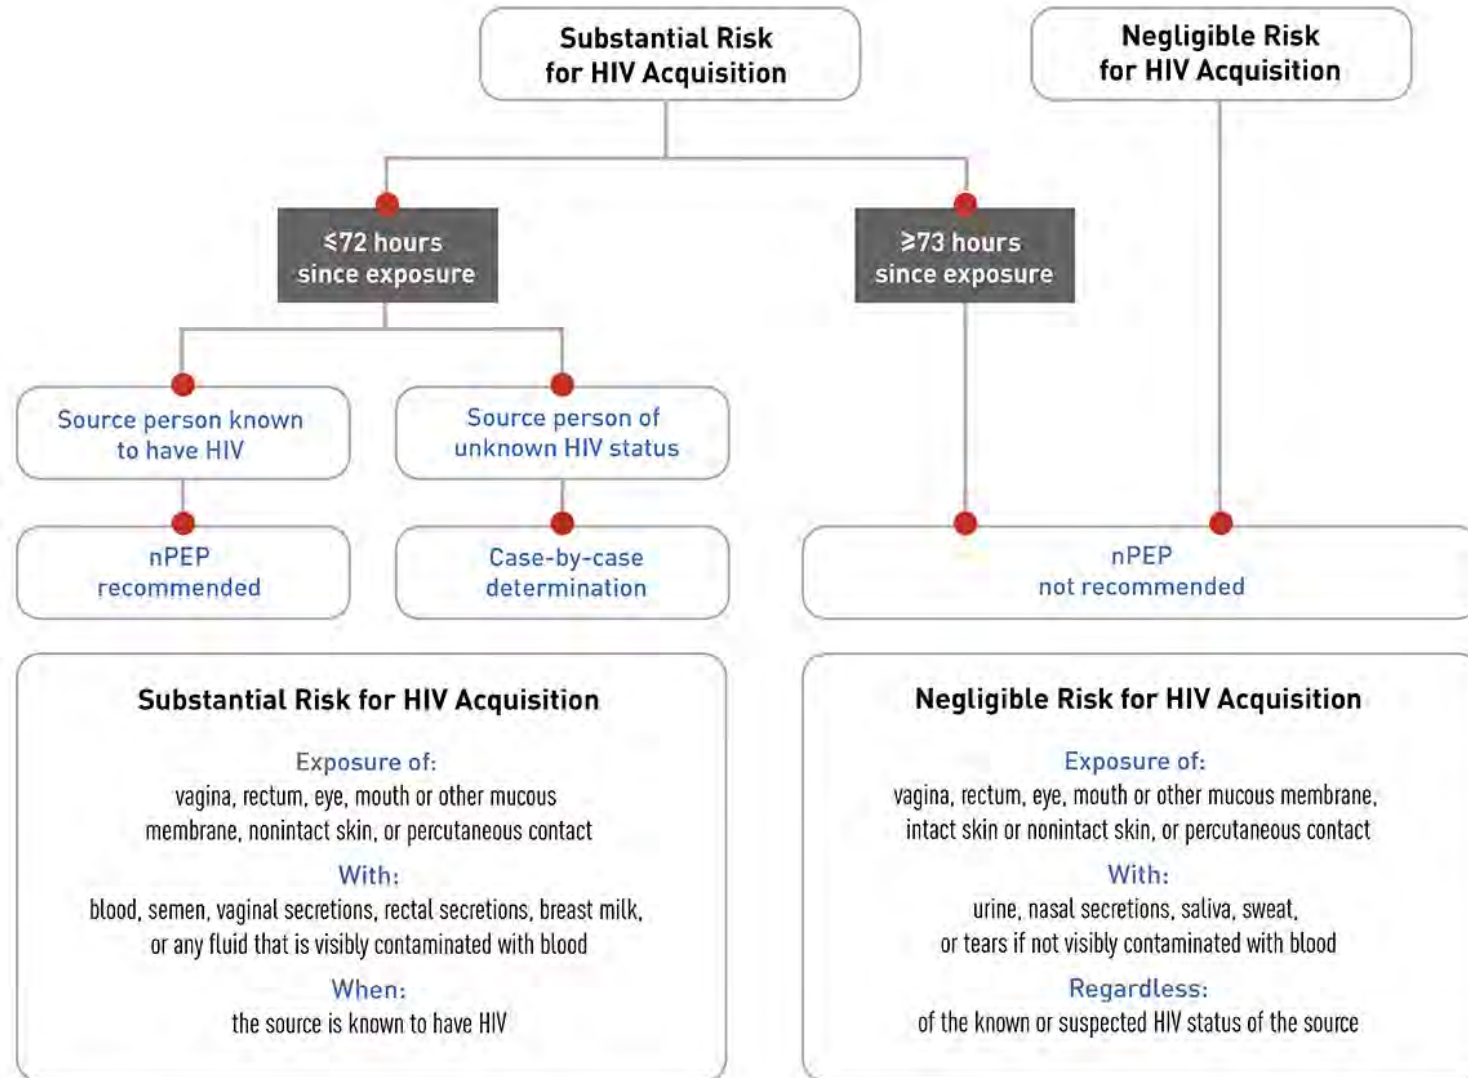 Substantial Risk
for HIV Acquisition
Negligible Risk
for HIV Acquisition
≤72 hours
since exposure
≥73 hours
since exposure
Source person known
to have HIV
Source person of
unknown HIV status
nPEP
recommended
Case-by-case
determination
nPEP
not recommended
Substantial Risk for HIV Acquisition
Exposure of:
vagina, rectum, eye, mouth or other mucous
membrane, nonintact skin, or percutaneous contact
With:
blood, semen, vaginal secretions, rectal secretions, breast milk,
or any fluid that is visibly contaminated with blood
When:
the source is known to have HIV
Negligible Risk for HIV Acquisition
Exposure of:
vagina, rectum, eye, mouth or other mucous membrane,
intact skin or nonintact skin, or percutaneous contact
With:
urine, nasal secretions, saliva, sweat,
or tears if not visibly contaminated with blood
Regardless:
of the known or suspected HIV status of the source